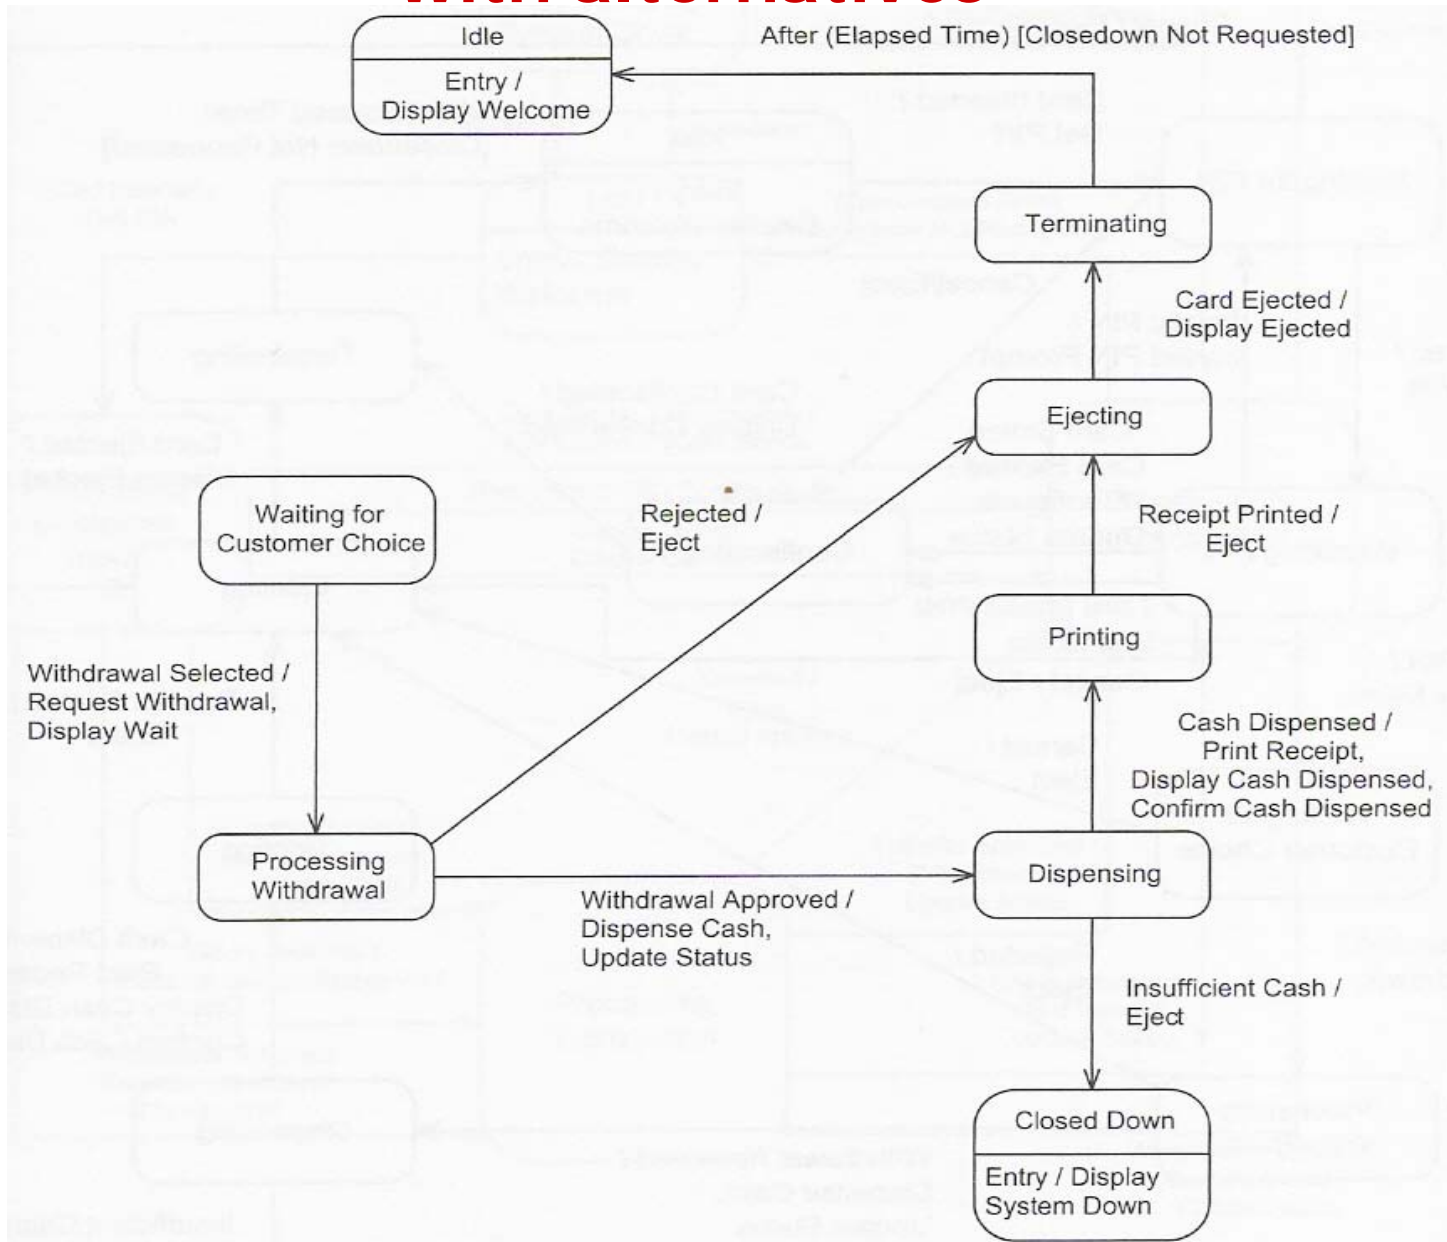 with alternatives
Idle
Entry /
Display Welcome
After (Elapsed Time) [Closedown Not Requested]
Terminating
Card Ejected /
Display Ejected
Ejecting
Waiting for
Customer Choice
Rejected /
Eject
Receipt Printed /
Eject
Printing
Withdrawal Selected /
Request Withdrawal,
Display Wait
Cash Dispensed /
Print Receipt,
Display Cash Dispensed,
Confirm Cash Dispensed
Processing
Withdrawal
Dispensing
Withdrawal Approved /
Dispense Cash,
Update Status
Insufficient Cash /
Eject
Closed Down
Entry / Display
System Down